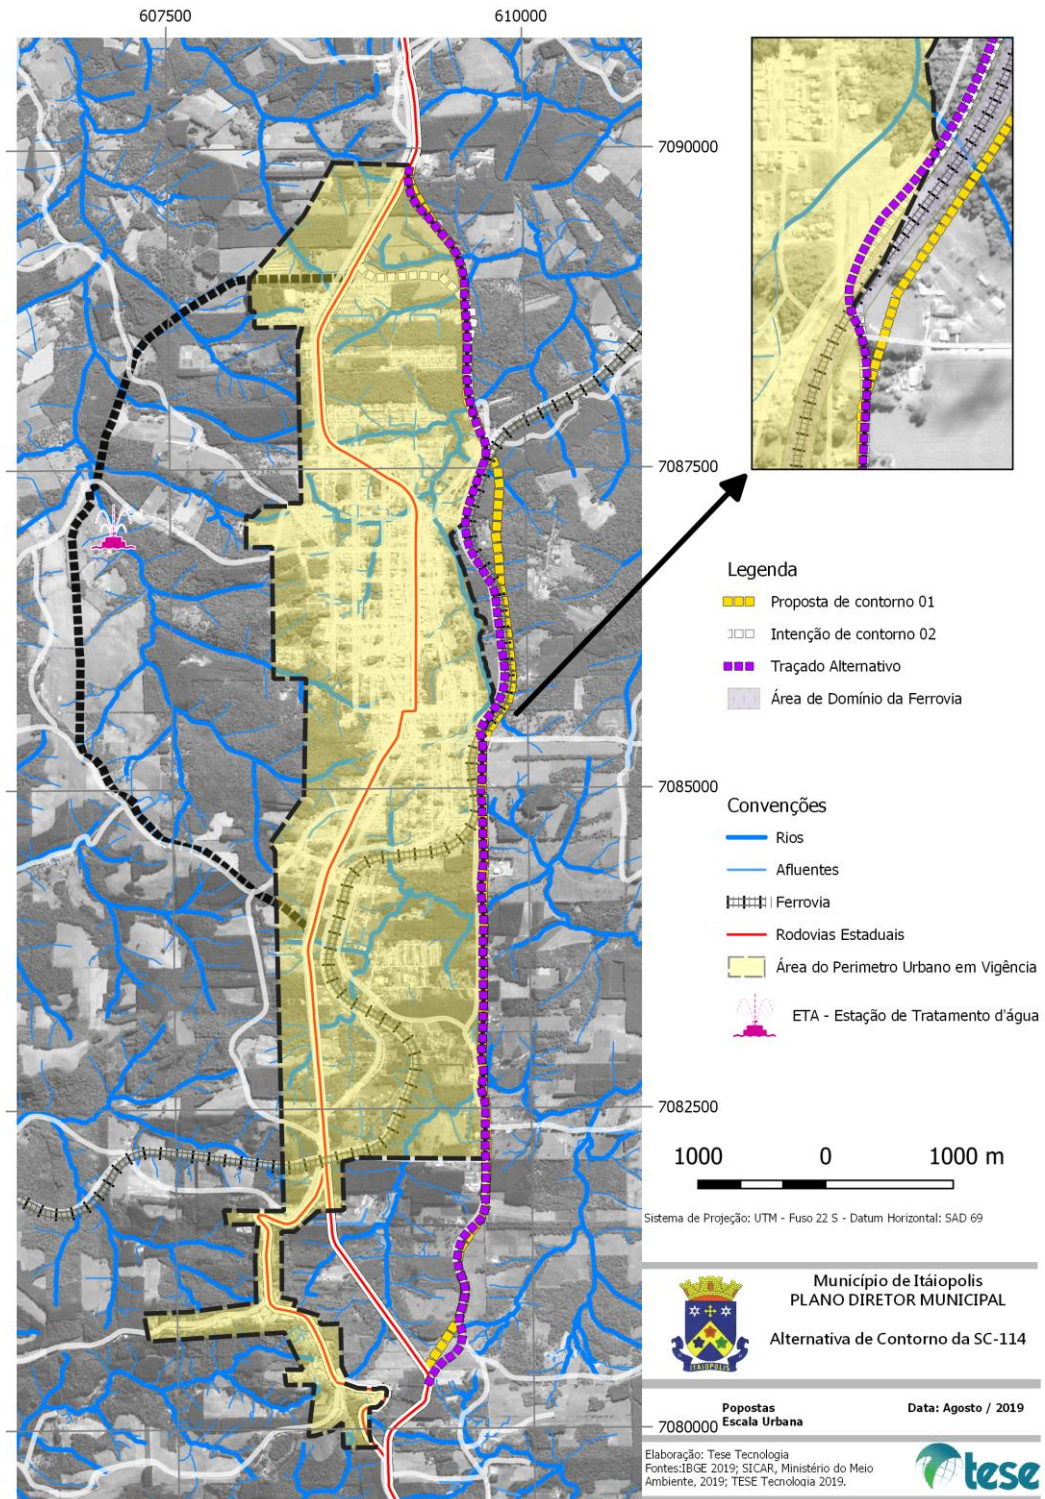 607500
610000
7090000
7087500
Legenda
Proposta de contorno 01
Intenção de contorno 02
Traçado Alternativo
Área de Domínio da Ferrovia
7085000
Convenções
Rios
Afluentes
Ferrovia
Rodovias Estaduais
Área do Perimetro Urbano em Vigência
ETA - Estação de Tratamento d'água
7082500
1000 0 1000 m
Sistema de Projeção: UTM - Fuso 22 S - Datum Horizontal: SAD 69
Município de Itáiopolis
PLANO DIRETOR MUNICIPAL
Alternativa de Contorno da SC-114
ITAIOPOLIS
7080000
Popostas
Escala Urbana
Data: Agosto / 2019
Elaboração: Tese Tecnologia
Fontes:IBGE 2019; SICAR, Ministério do Meio
Ambiente, 2019; TESE Tecnologia 2019.
tese